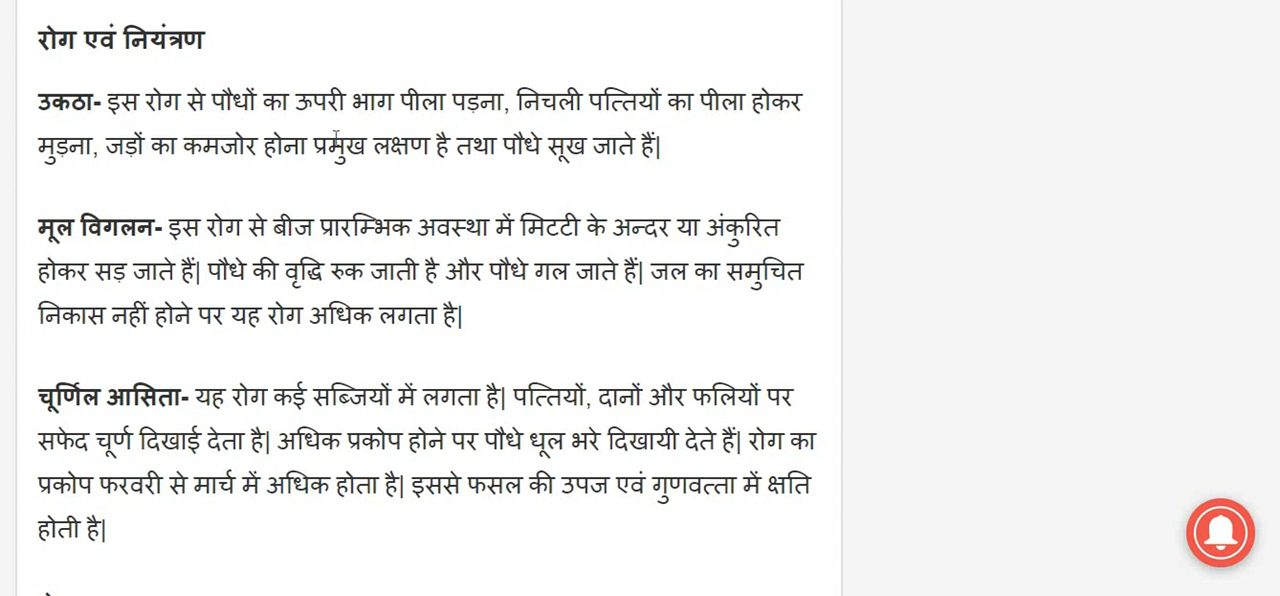 रोग एवं नियंत्रण
उकठा- इस रोग से पौधों का ऊपरी भाग पीला पड़ना, निचली पत्तियों का पीला होकर
मुड़ना, जड़ों का कमजोर होना प्रमुख लक्षण है तथा पौधे सूख जाते हैं|
मूल विगलन- इस रोग से बीज प्रारम्भिक अवस्था में मिटटी के अन्दर या अंकुरित
होकर सड़ जाते हैं| पौधे की वृद्धि रुक जाती है और पौधे गल जाते हैं| जल का समुचित
निकास नहीं होने पर यह रोग अधिक लगता है|
चूर्णिल आसिता- यह रोग कई सब्जियों में लगता है| पत्तियों, दानों और फलियों पर
सफेद चूर्ण दिखाई देता है| अधिक प्रकोप होने पर पौधे धूल भरे दिखायी देते हैं| रोग का
प्रकोप फरवरी से मार्च में अधिक होता है| इससे फसल की उपज एवं गुणवत्ता में क्षति
होती है|